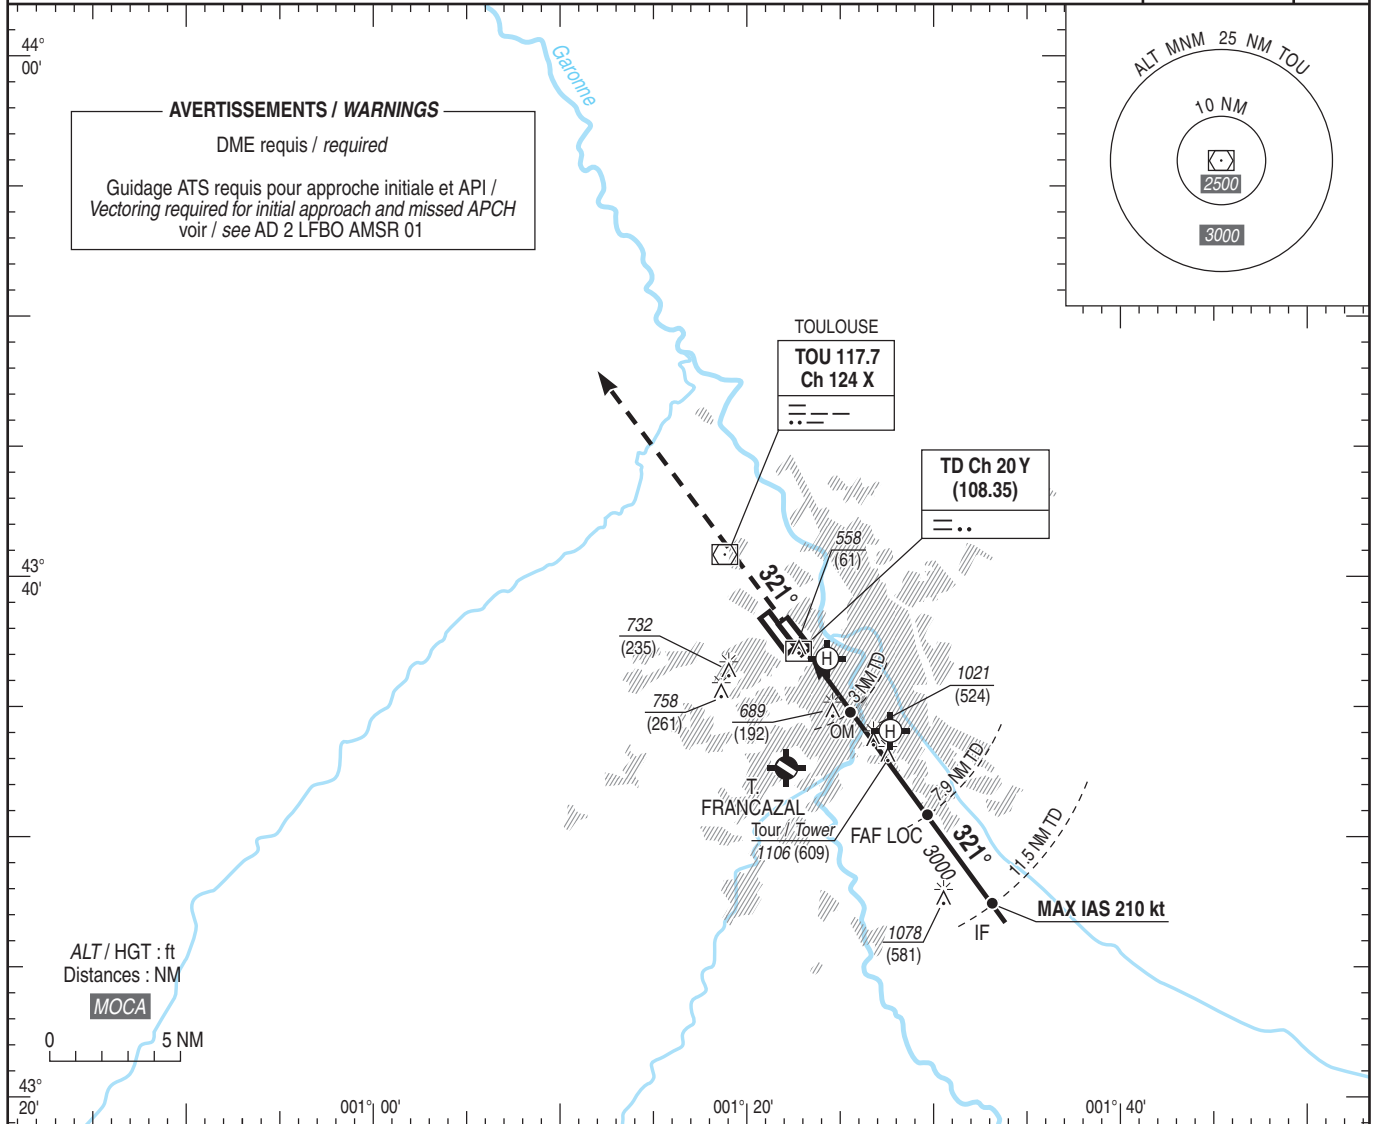 44°
00'
AVERTISSEMENTS / WARNINGS
DME requis / required
Guidage ATS requis pour approche initiale et API /
Vectoring required for initial approach and missed APCH
voir / see AD 2 LFBO AMSR 01
Garonne
ALT MNM 25 NM TOU
10 NM
2500
3000
TOULOUSE
TOU 117.7
Ch 124 X
TD Ch 20 Y
(108.35)
558
(61)
43°
40'
321°
732
(235)
758
(261)
689
(192)
3 NM TD
OM
H
H
1021
(524)
T.
FRANCAZAL
Tour / Tower
1106 (609)
7.9 NM TD
FAF LOC
321°
3000
11.5 NM TD
MAX IAS 210 kt
IF
1078
(581)
ALT / HGT : ft
Distances : NM
MOCA
0 5 NM
43°
20'
001° 00'
001° 20'
001° 40'